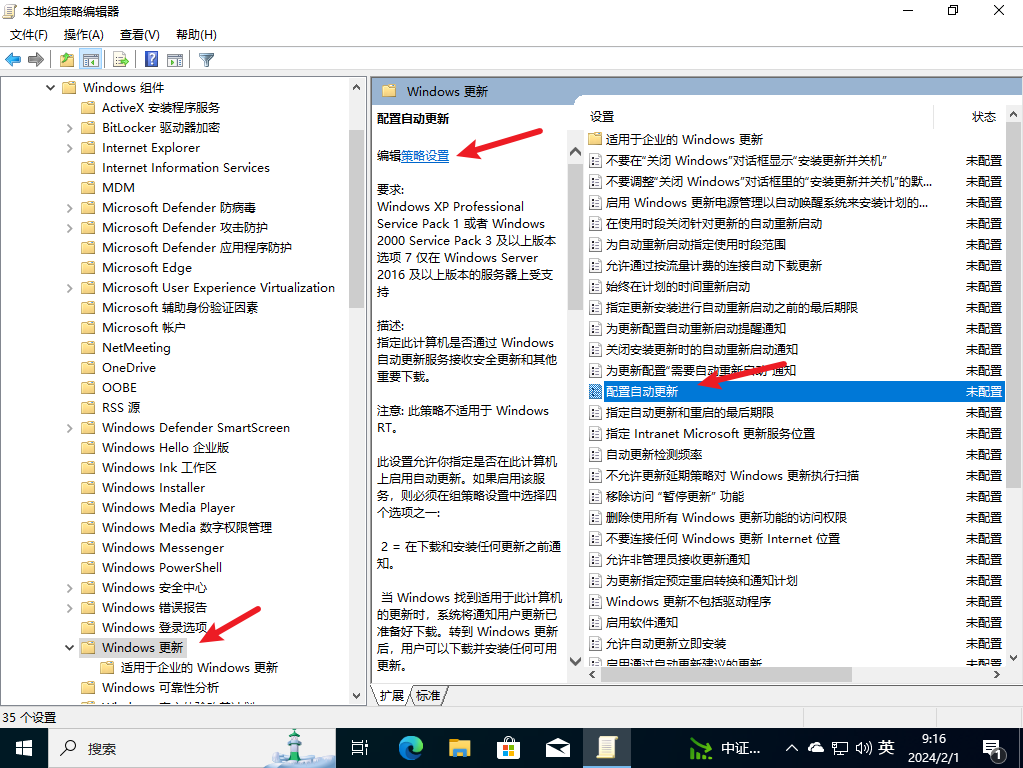 本地组策略编辑器
文件(F) 操作(A) 查看(V) 帮助(H)
Windows 组件
ActiveX 安装程序服务
BitLocker 驱动器加密
Internet Explorer
Internet Information Services
MDM
Microsoft Defender 防病毒
Microsoft Defender 攻击防护
Microsoft Defender 应用程序防护
Microsoft Edge
Microsoft User Experience Virtualization
Microsoft 辅助身份验证因素
Microsoft 帐户
NetMeeting
OneDrive
OOBE
RSS 源
Windows Defender SmartScreen
Windows Hello 企业版
Windows Ink 工作区
Windows Installer
Windows Media Player
Windows Media 数字权限管理
Windows Messenger
Windows PowerShell
Windows 安全中心
Windows 错误报告
Windows 登录选项
Windows 更新
适用于企业的 Windows 更新
Windows 可靠性分析
Windows 更新
配置自动更新
编辑策略设置
要求:
Windows XP Professional
Service Pack 1 或者 Windows
2000 Service Pack 3 及以上版本
选项 7 仅在 Windows Server
2016 及以上版本的服务器上受支
持
描述:
指定此计算机是否通过 Windows
自动更新服务接收安全更新和其他
重要下载。
注意: 此策略不适用于 Windows
RT。
此设置允许你指定是否在此计算机
上启用自动更新。如果启用该服
务，则必须在组策略设置中选择四
个选项之一:
2 = 在下载和安装任何更新之前通
知。
当 Windows 找到适用于此计算机
的更新时，系统将通知用户更新已
准备好下载。转到 Windows 更新
后，用户可以下载并安装任何可用
更新。
设置 状态
适用于企业的 Windows 更新
不要在“关闭 Windows”对话框显示“安装更新并关机” 未配置
不要调整“关闭 Windows”对话框里的“安装更新并关机”的默... 未配置
启用 Windows 更新电源管理以自动唤醒系统来安装计划的... 未配置
在使用时段关闭针对更新的自动重新启动 未配置
为自动重新启动指定使用时段范围 未配置
允许通过按流量计费的连接自动下载更新 未配置
始终在计划的时间重新启动 未配置
指定更新安装进行自动重新启动之前的最后期限 未配置
为更新配置自动重新启动提醒通知 未配置
关闭安装更新时的自动重新启动通知 未配置
为更新配置“需要自动重新启动”通知 未配置
配置自动更新 未配置
指定自动更新和重启的最后期限 未配置
指定 Intranet Microsoft 更新服务位置 未配置
自动更新检测频率 未配置
不允许更新延期策略对 Windows 更新执行扫描 未配置
移除访问 “暂停更新” 功能 未配置
删除使用所有 Windows 更新功能的访问权限 未配置
不要连接任何 Windows 更新 Internet 位置 未配置
允许非管理员接收更新通知 未配置
为更新指定预定重启转换和通知计划 未配置
Windows 更新不包括驱动程序 未配置
启用软件通知 未配置
允许自动更新立即安装 未配置
启用通过自动更新建议的更新 未配置
扩展 标准
35 个设置
搜索
中证...
英
9:16
2024/2/1
1